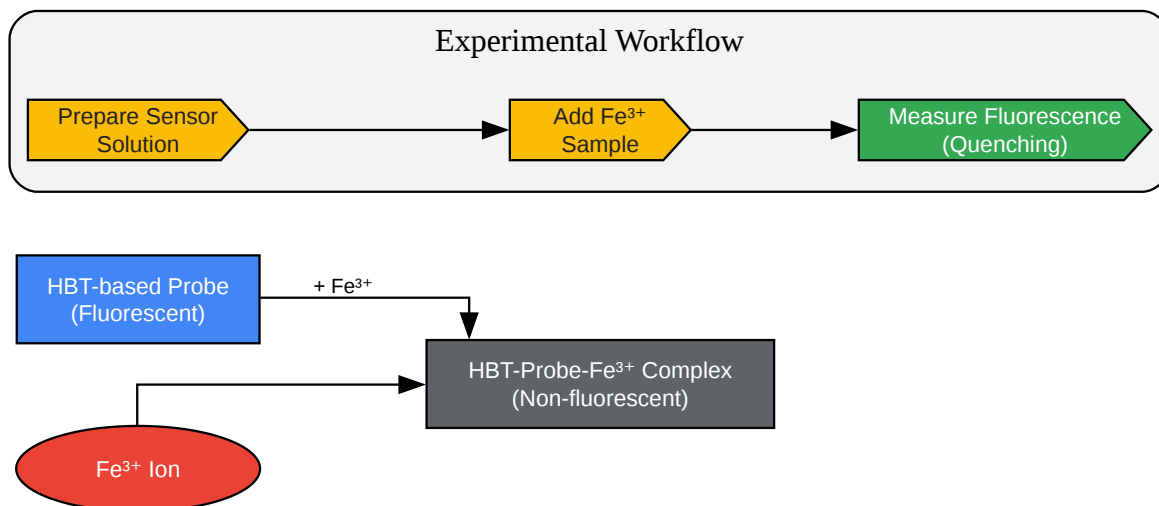 Experimental Workflow
Prepare Sensor
Solution
Add Fe³⁺
Sample
Measure Fluorescence
(Quenching)
HBT-based Probe
(Fluorescent)
+ Fe³⁺
HBT-Probe-Fe³⁺ Complex
(Non-fluorescent)
Fe³⁺ Ion